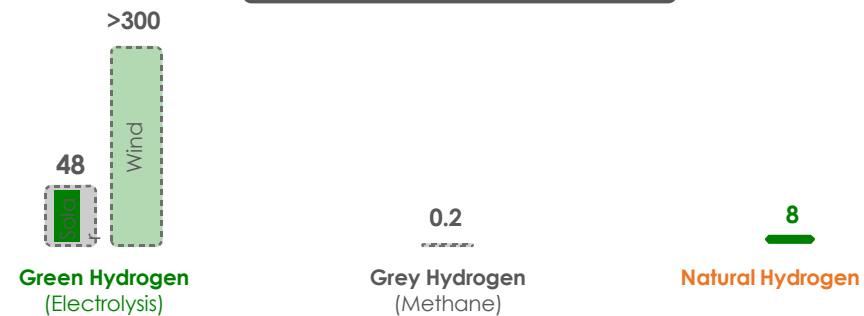 >300
Wind
48
Solar
0.2
8
Green Hydrogen
(Electrolysis)
Grey Hydrogen
(Methane)
Natural Hydrogen